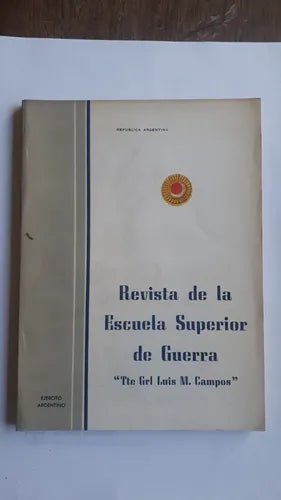 REPUBLICA ARGENTINA
Revista de la
Escuela Superior
de Guerra
“Tte Grl Luis M. Campos”
EJERCITO
ARGENTINO